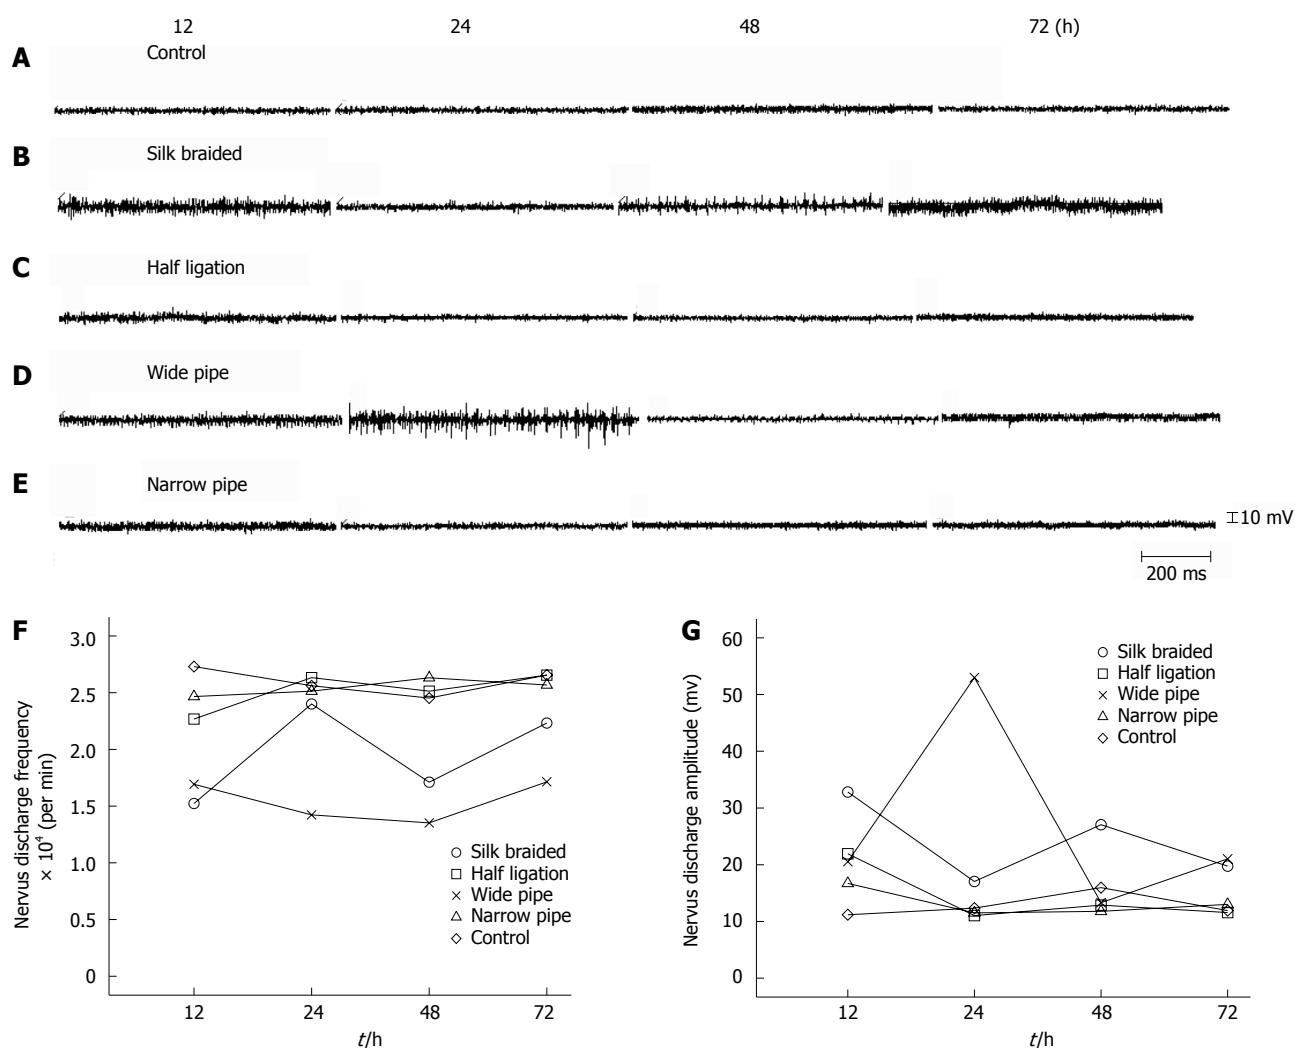 12 24 48 72 (h)
A Control
B Silk braided
C Half ligation
D Wide pipe
E Narrow pipe
10 mV
200 ms
F
Nervus discharge frequency
× 10⁴ (per min)
3.0
2.5
2.0
1.5
1.0
0.5
0
Silk braided
Half ligation
Wide pipe
Narrow pipe
Control
12 24 48 72
t/h
G
Nervus discharge amplitude (mv)
60
50
40
30
20
10
0
Silk braided
Half ligation
Wide pipe
Narrow pipe
Control
12 24 48 72
t/h